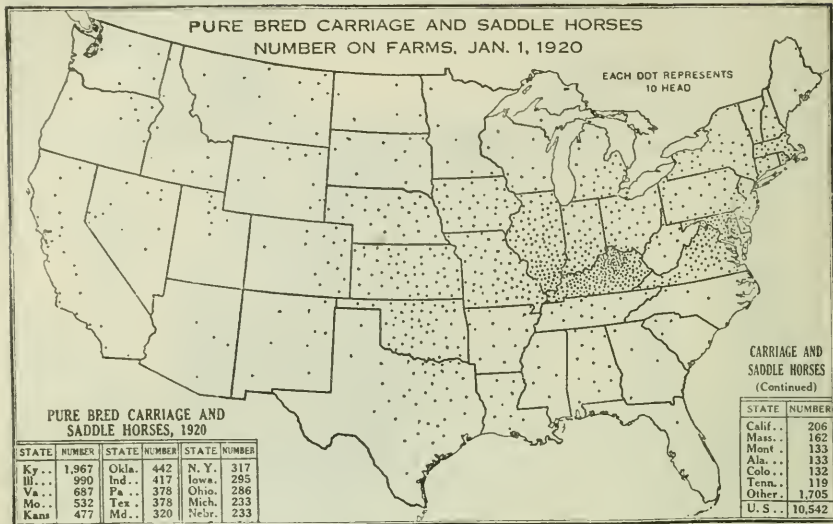 PURE BRED CARRIAGE AND SADDLE HORSES
NUMBER ON FARMS, JAN. 1, 1920
EACH DOT REPRESENTS
10 HEAD
PURE BRED CARRIAGE AND
SADDLE HORSES, 1920
STATE NUMBER STATE NUMBER STATE NUMBER
Ky.. 1,967 Okla. 442 N. Y. 317
Ill... 990 Ind.. 417 Iowa. 295
Va.. 687 Pa.. 378 Ohio. 286
Mo.. 532 Tex. 378 Mich. 233
Kans 477 Md.. 320 Nebr. 233
CARRIAGE AND
SADDLE HORSES
(Continued)
STATE NUMBER
Calif.. 206
Mass.. 162
Mont. 133
Ala... 133
Colo.. 132
Tenn.. 119
Other. 1,705
U. S.. 10,542